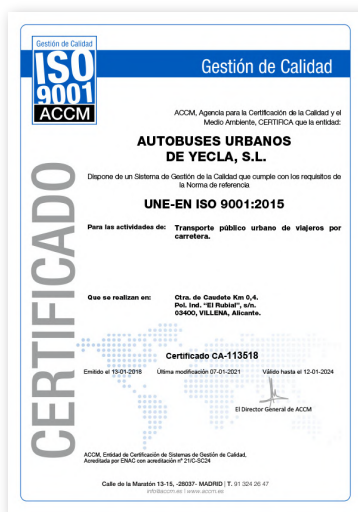 Gestión de Calidad
ISO
9001
ACCM
Gestión de Calidad
ACCM, Agencia para la Certificación de la Calidad y el
Medio Ambiente, CERTIFICA que la entidad:
AUTOBUSES URBANOS
DE YECLA, S.L.
Dispone de un Sistema de Gestión de la Calidad que cumple con los requisitos de
la Norma de referencia
UNE-EN ISO 9001:2015
Para las actividades de: Transporte público urbano de viajeros por
carretera.
Que se realizan en: Ctra. de Caudete Km 0,4.
Pol. Ind. "El Rubial", s/n.
03400, VILLENA, Alicante.
CERTIFICADO
Certificado CA-113518
Emitido el 13-01-2018 Última modificación 07-01-2021 Válido hasta el 12-01-2024
El Director General de ACCM
ACCM, Entidad de Certificación de Sistemas de Gestión de Calidad,
Acreditada por ENAC con acreditación nº 21/C-SC24
Calle de la Maratón 13-15, -28037- MADRID | T. 91 324 26 47
info@accm.es | www.accm.es